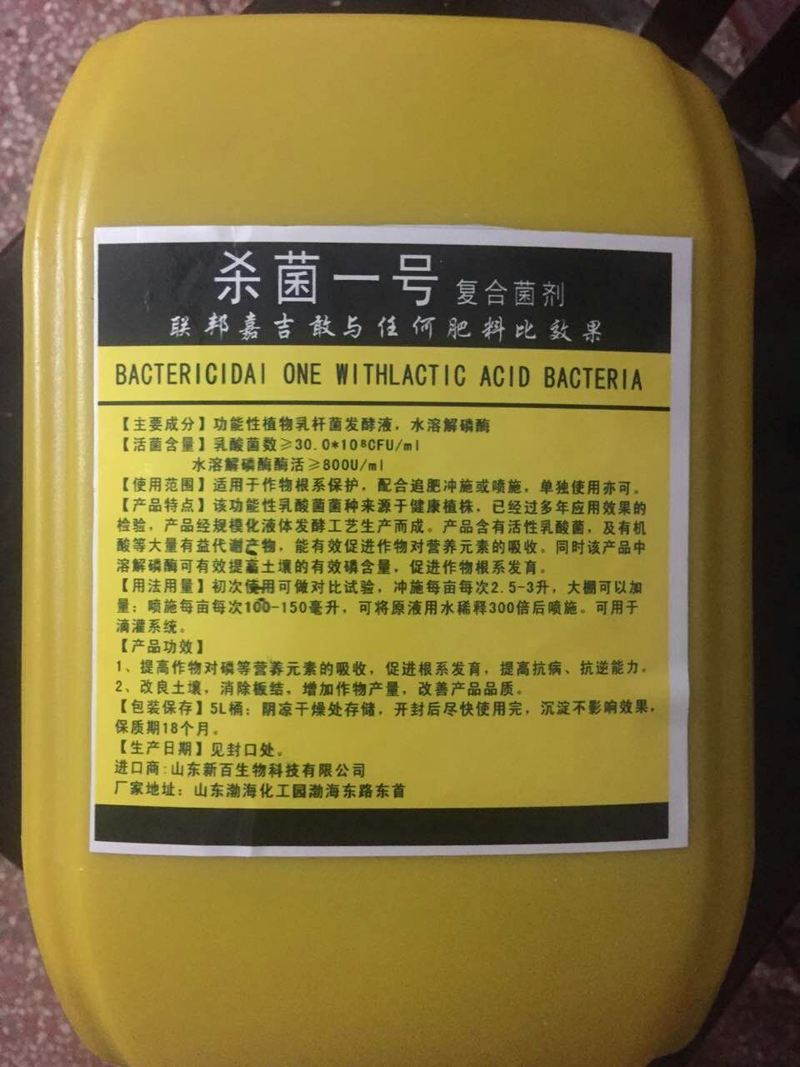 杀菌一号 复合菌剂
联邦嘉吉敢与任何肥料比效果
BACTERICIDAI ONE WITHLACTIC ACID BACTERIA
【主要成分】功能性植物乳杆菌发酵液，水溶解磷酶
【活菌含量】乳酸菌数≥30.0*10⁸CFU/ml
水溶解磷酶酶活≥800U/ml
【使用范围】适用于作物根系保护，配合追肥冲施或喷施，单独使用亦可。
【产品特点】该功能性乳酸菌菌种来源于健康植株，已经过多年应用效果的
检验，产品经规模化液体发酵工艺生产而成。产品含有活性乳酸菌，及有机
酸等大量有益代谢产物，能有效促进作物对营养元素的吸收。同时该产品中
溶解磷酶可有效提高土壤的有效磷含量，促进作物根系发育。
【用法用量】初次使用可做对比试验，冲施每亩每次2.5-3升，大棚可以加
量；喷施每亩每次100-150毫升，可将原液用水稀释300倍后喷施。可用于
滴灌系统。
【产品功效】
1、提高作物对磷等营养元素的吸收，促进根系发育，提高抗病、抗逆能力。
2、改良土壤，消除板结，增加作物产量，改善产品品质。
【包装保存】5L桶；阴凉干燥处存储，开封后尽快使用完，沉淀不影响效果，
保质期18个月。
【生产日期】见封口处。
进口商:山东新百生物科技有限公司
厂家地址：山东渤海化工园渤海东路东首